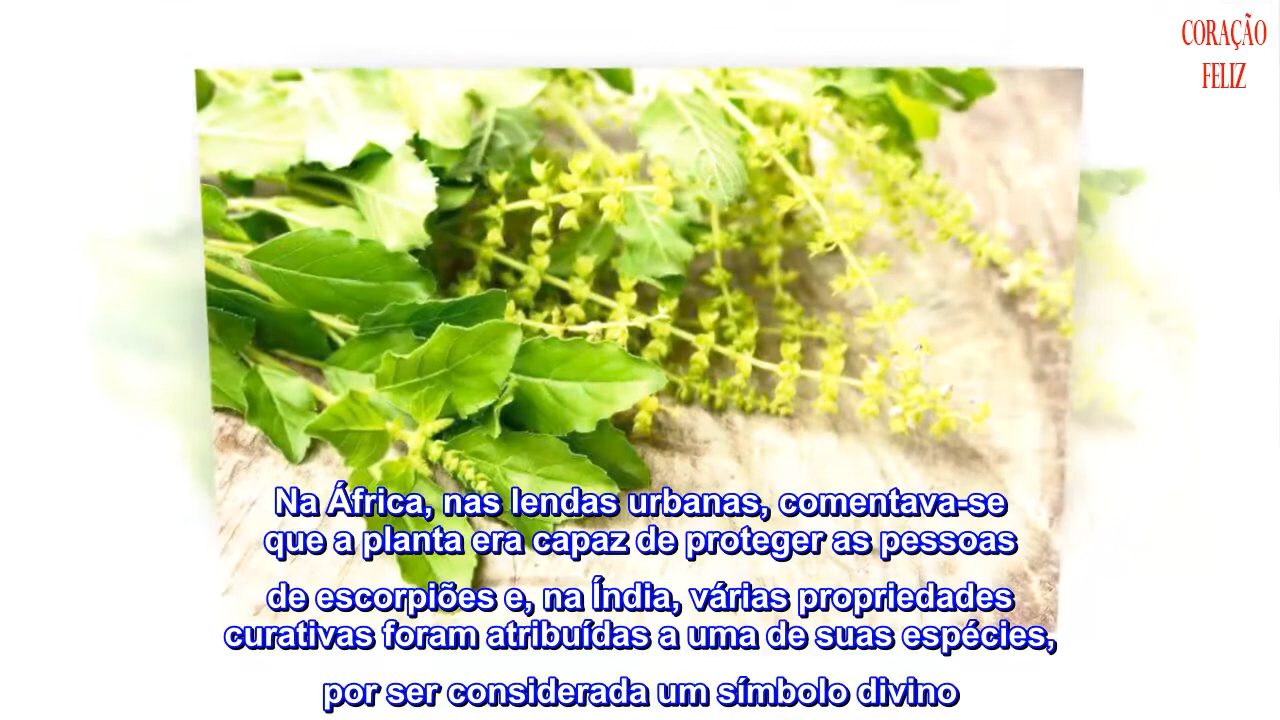 CORAÇÃO
FELIZ
Na África, nas lendas urbanas, comentava-se
que a planta era capaz de proteger as pessoas
de escorpiões e, na Índia, várias propriedades
curativas foram atribuídas a uma de suas espécies,
por ser considerada um símbolo divino